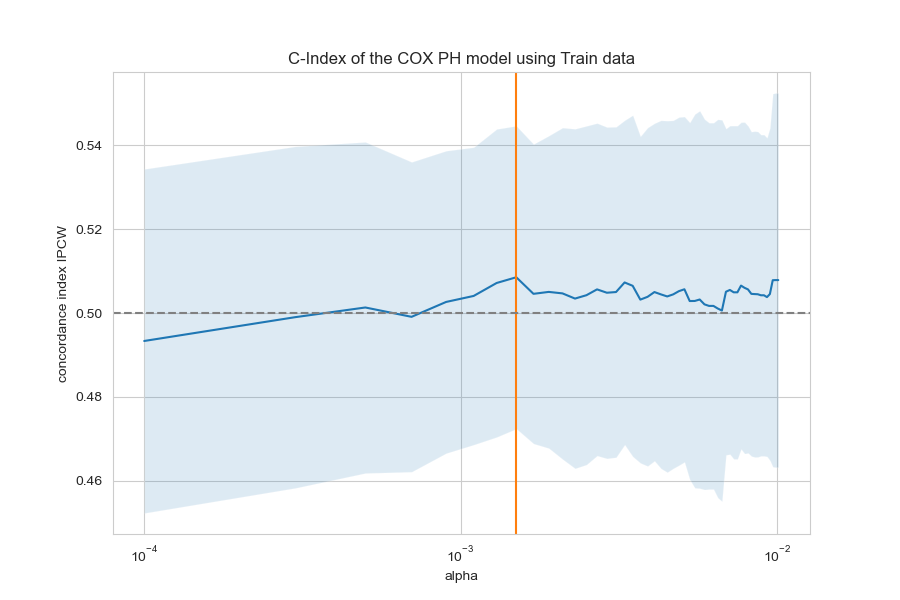 C-Index of the COX PH model using Train data
concordance index IPCW
0.54
0.52
0.50
0.48
0.46
10⁻⁴
10⁻³
10⁻²
alpha